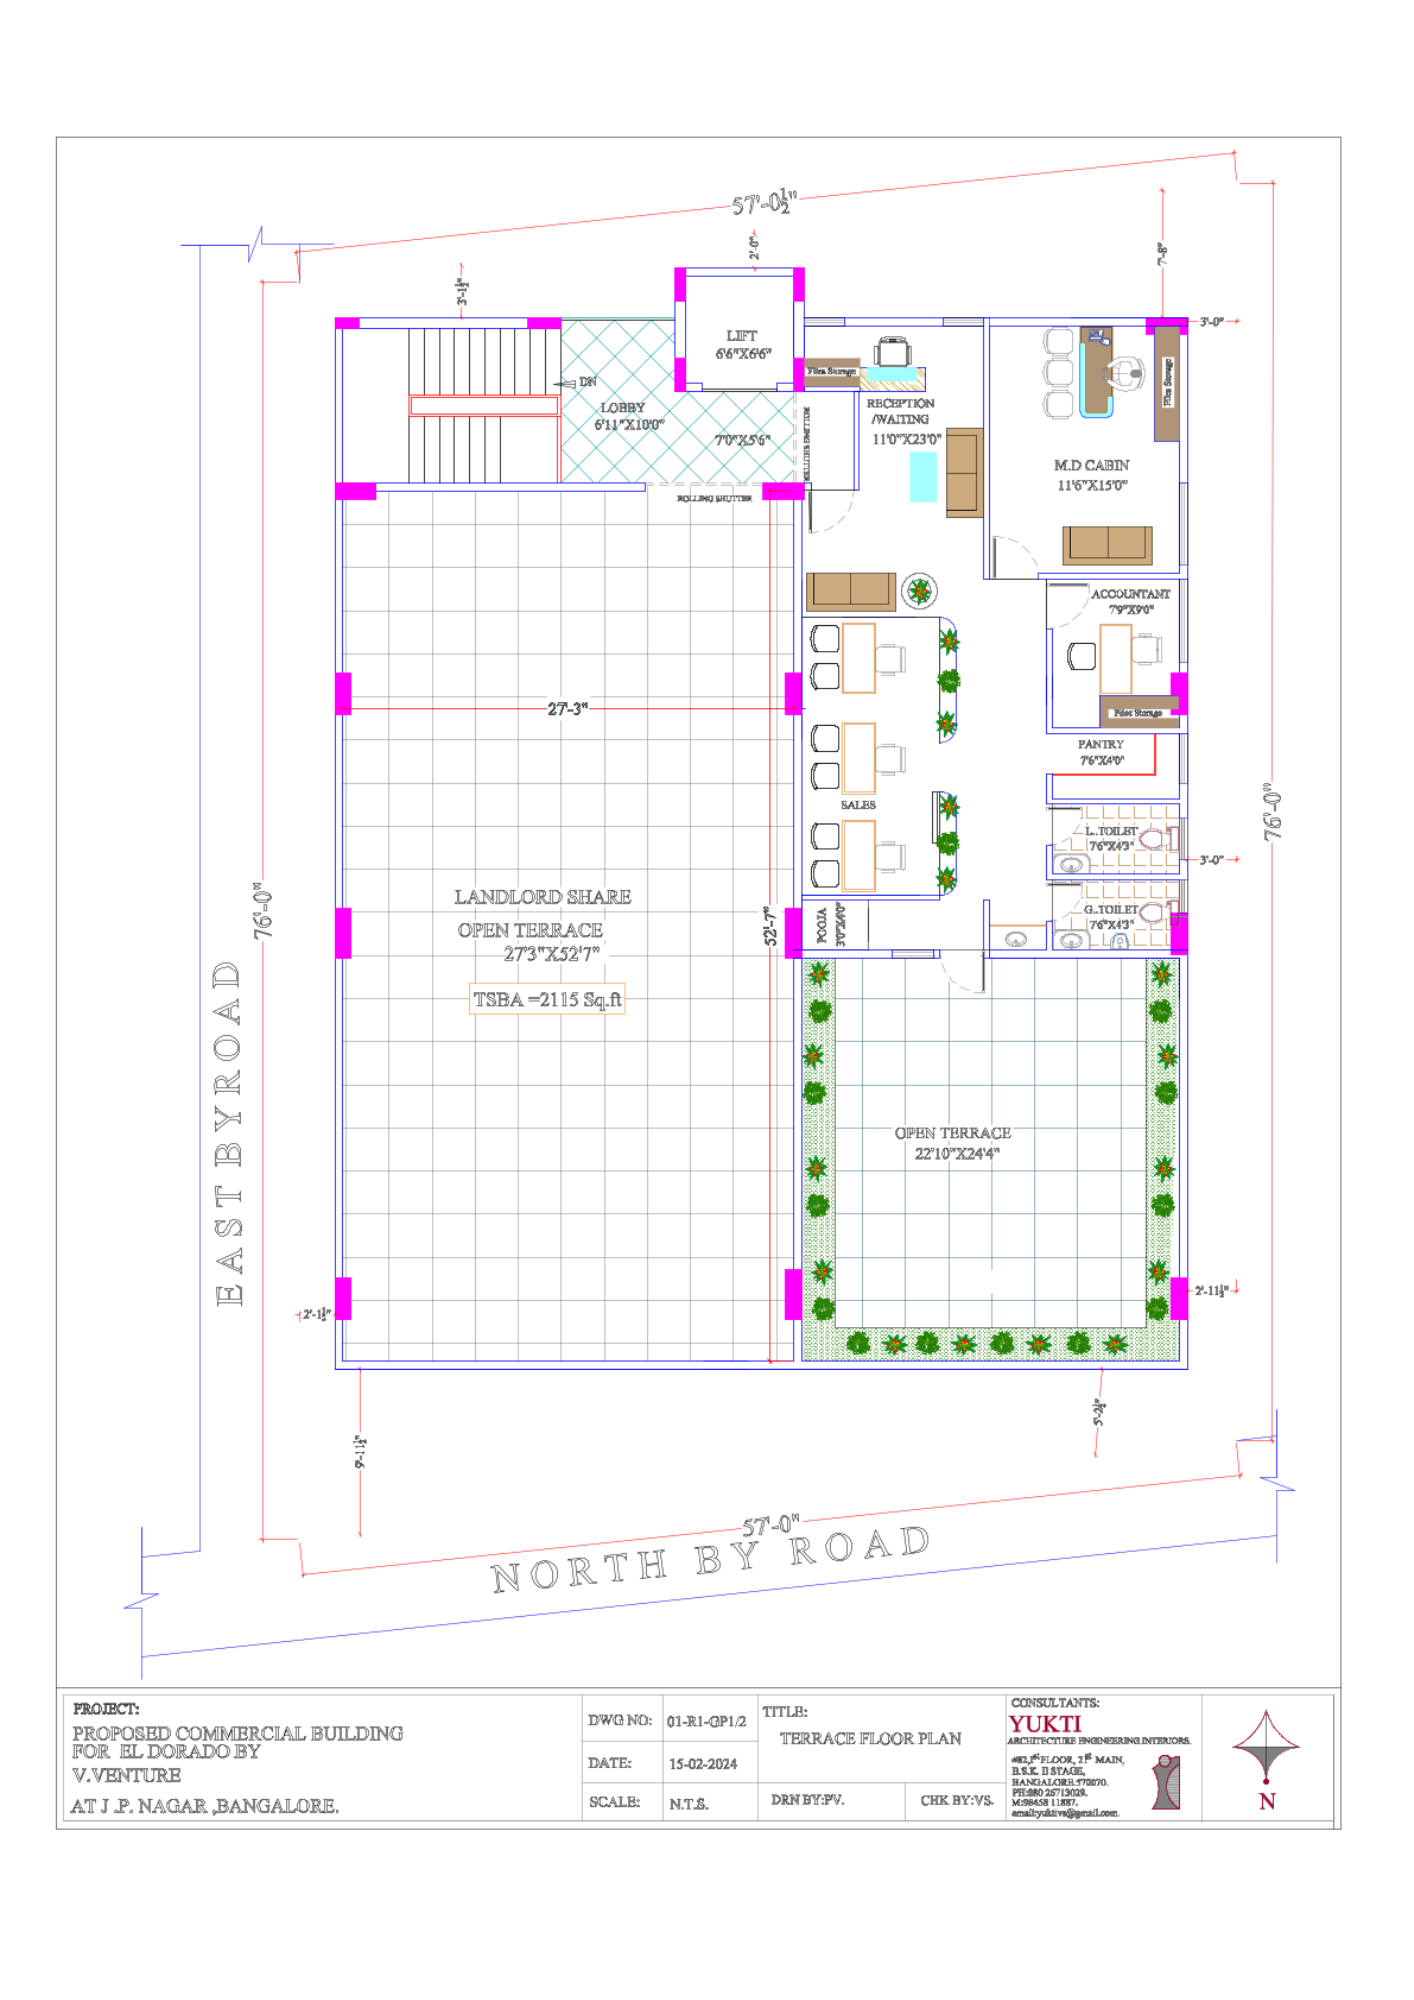 57'-0½"
2'-0"
7'-8"
3'-1½"
3'-0"
LIFT
6'6"X6'6"
DN
Files Storage
Files Storage
LOBBY
6'11"X10'0"
7'0"X5'6"
ROLLING SHUTTER
RECEPTION
/WAITING
11'0"X23'0"
M.D CABIN
11'6"X15'0"
ROLLING SHUTTER
ACCOUNTANT
7'9"X9'0"
27'-3"
Files Storage
PANTRY
7'6"X4'0"
SALES
76'-0"
L..TOILET
7'6"X4'3"
3'-0"
76'-0"
LANDLORD SHARE
OPEN TERRACE
27'3"X52'7"
52'-7"
POOJA
3'0"X4'0"
G..TOILET
7'6"X4'3"
TSBA =2115 Sq.ft
EAST BYROAD
OPEN TERRACE
22'10"X24'4"
2'-1½"
2'-11½"
9'-11½"
5'-2½"
57'-0"
NORTH BY ROAD
PROJECT:
PROPOSED COMMERCIAL BUILDING
FOR EL DORADO BY
V.VENTURE
AT J .P. NAGAR ,BANGALORE.
DWG NO: 01-R1-GP1/2
DATE: 15-02-2024
SCALE: N.T.S.
TITLE:
TERRACE FLOOR PLAN
DRN BY:PV.
CHK BY:VS.
CONSULTANTS:
YUKTI
ARCHITECTURE ENGINEERING INTERIORS.
#82,1st FLOOR, 21st MAIN,
B.S.K. II STAGE,
BANGALORE:570070.
PH:080 26713029.
M:98458 11887.
email:yuktivs@gmail.com.
N